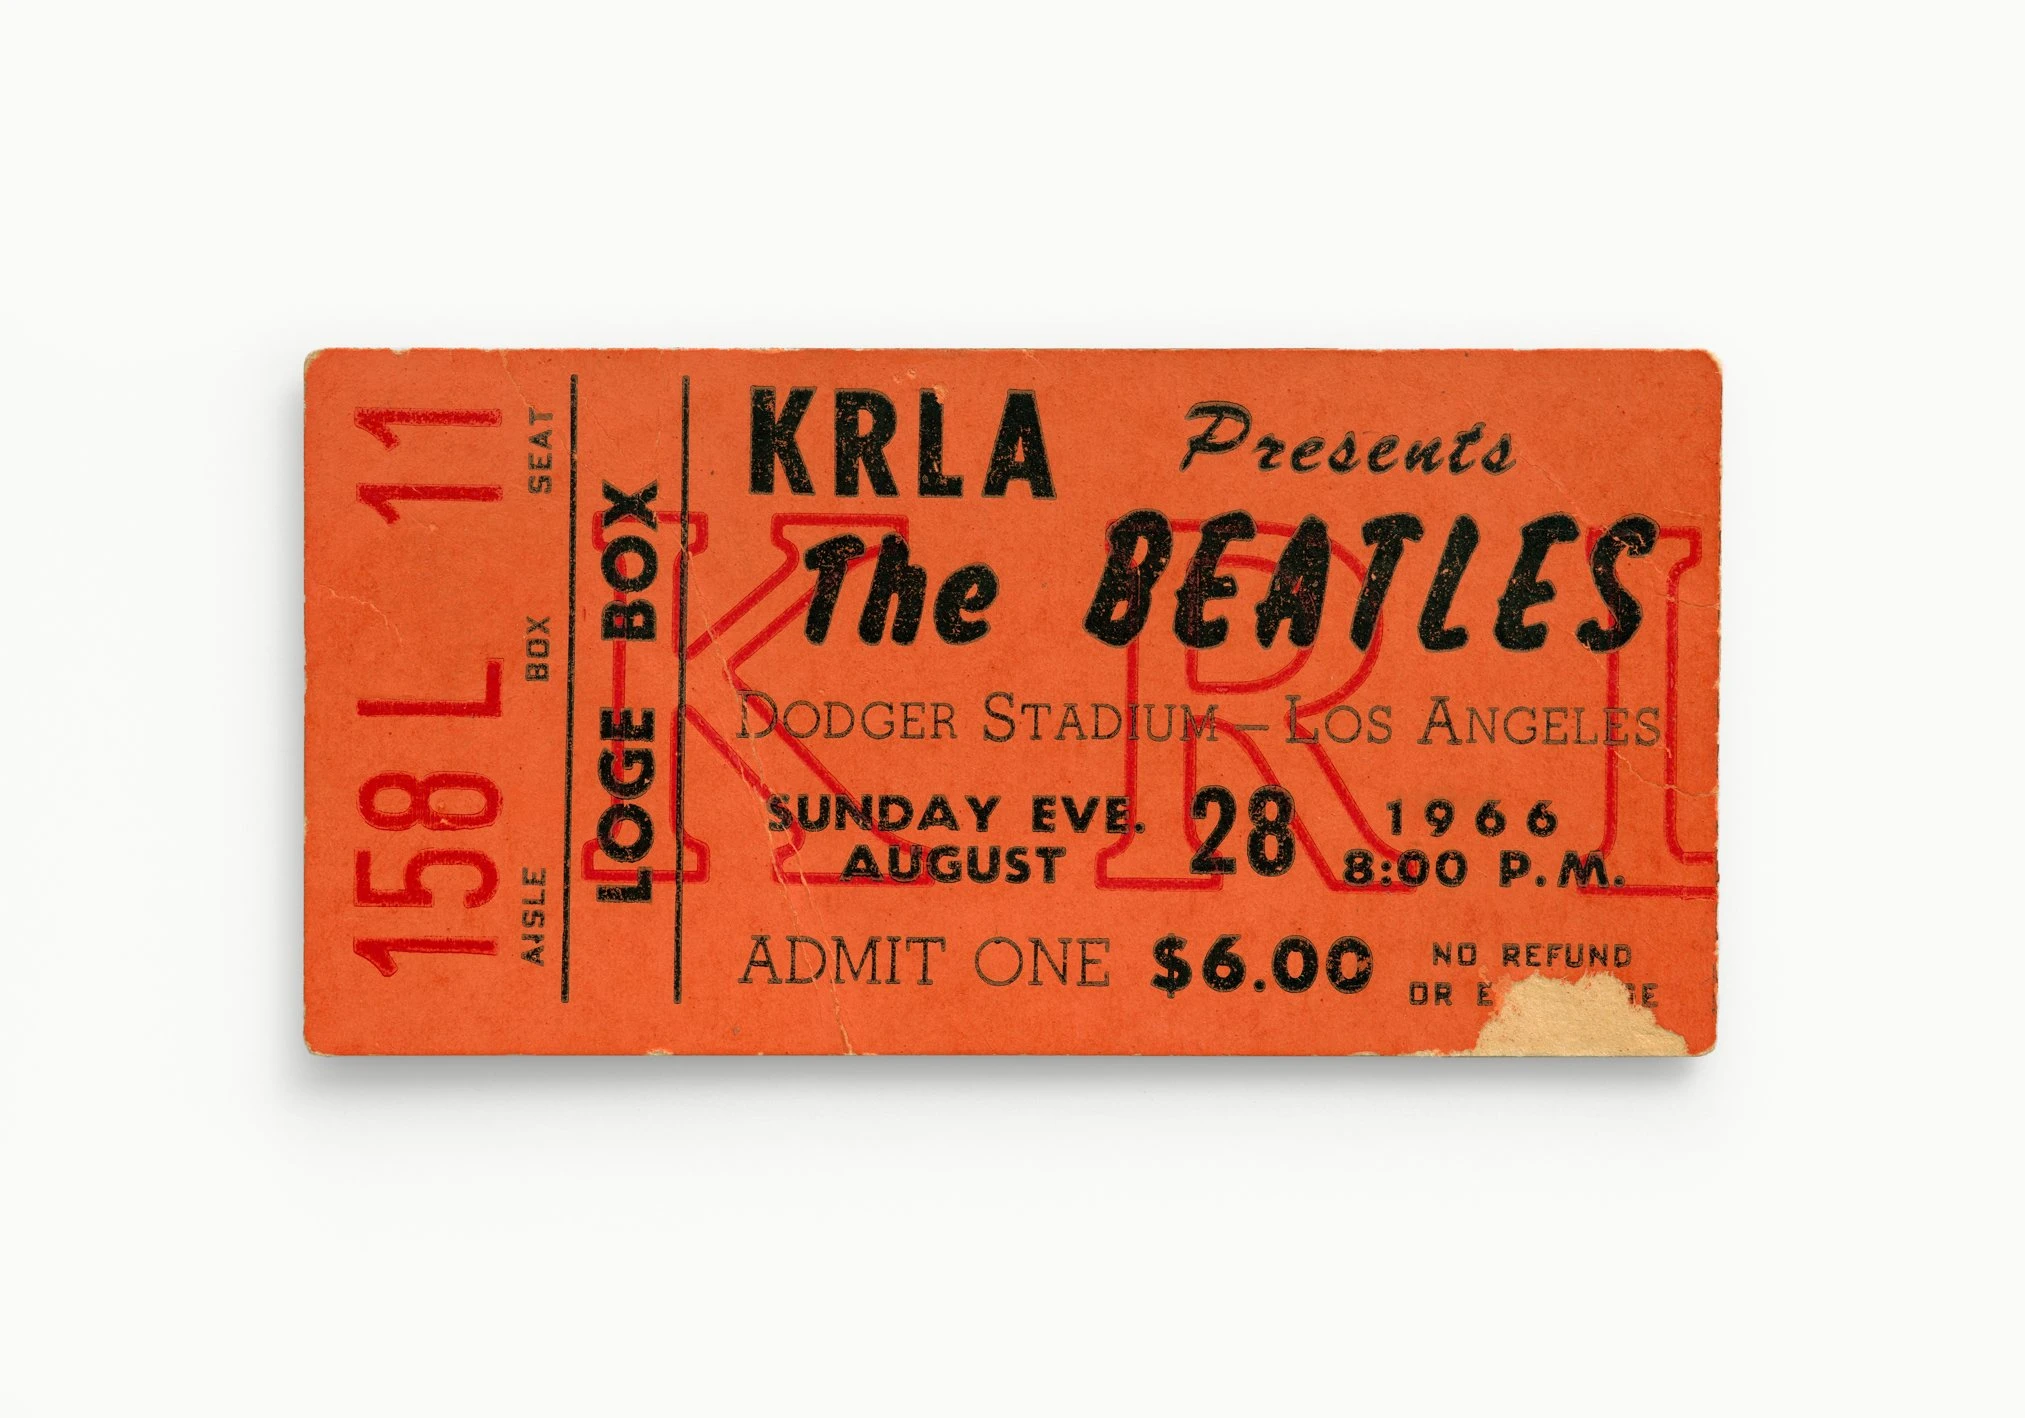 158 L 11
AISLE BOX SEAT
LOGE BOX
KRLA Presents
The BEATLES
DODGER STADIUM – LOS ANGELES
SUNDAY EVE. 28 1966
AUGUST 8:00 P.M.
ADMIT ONE $6.00 NO REFUND
OR
KRL